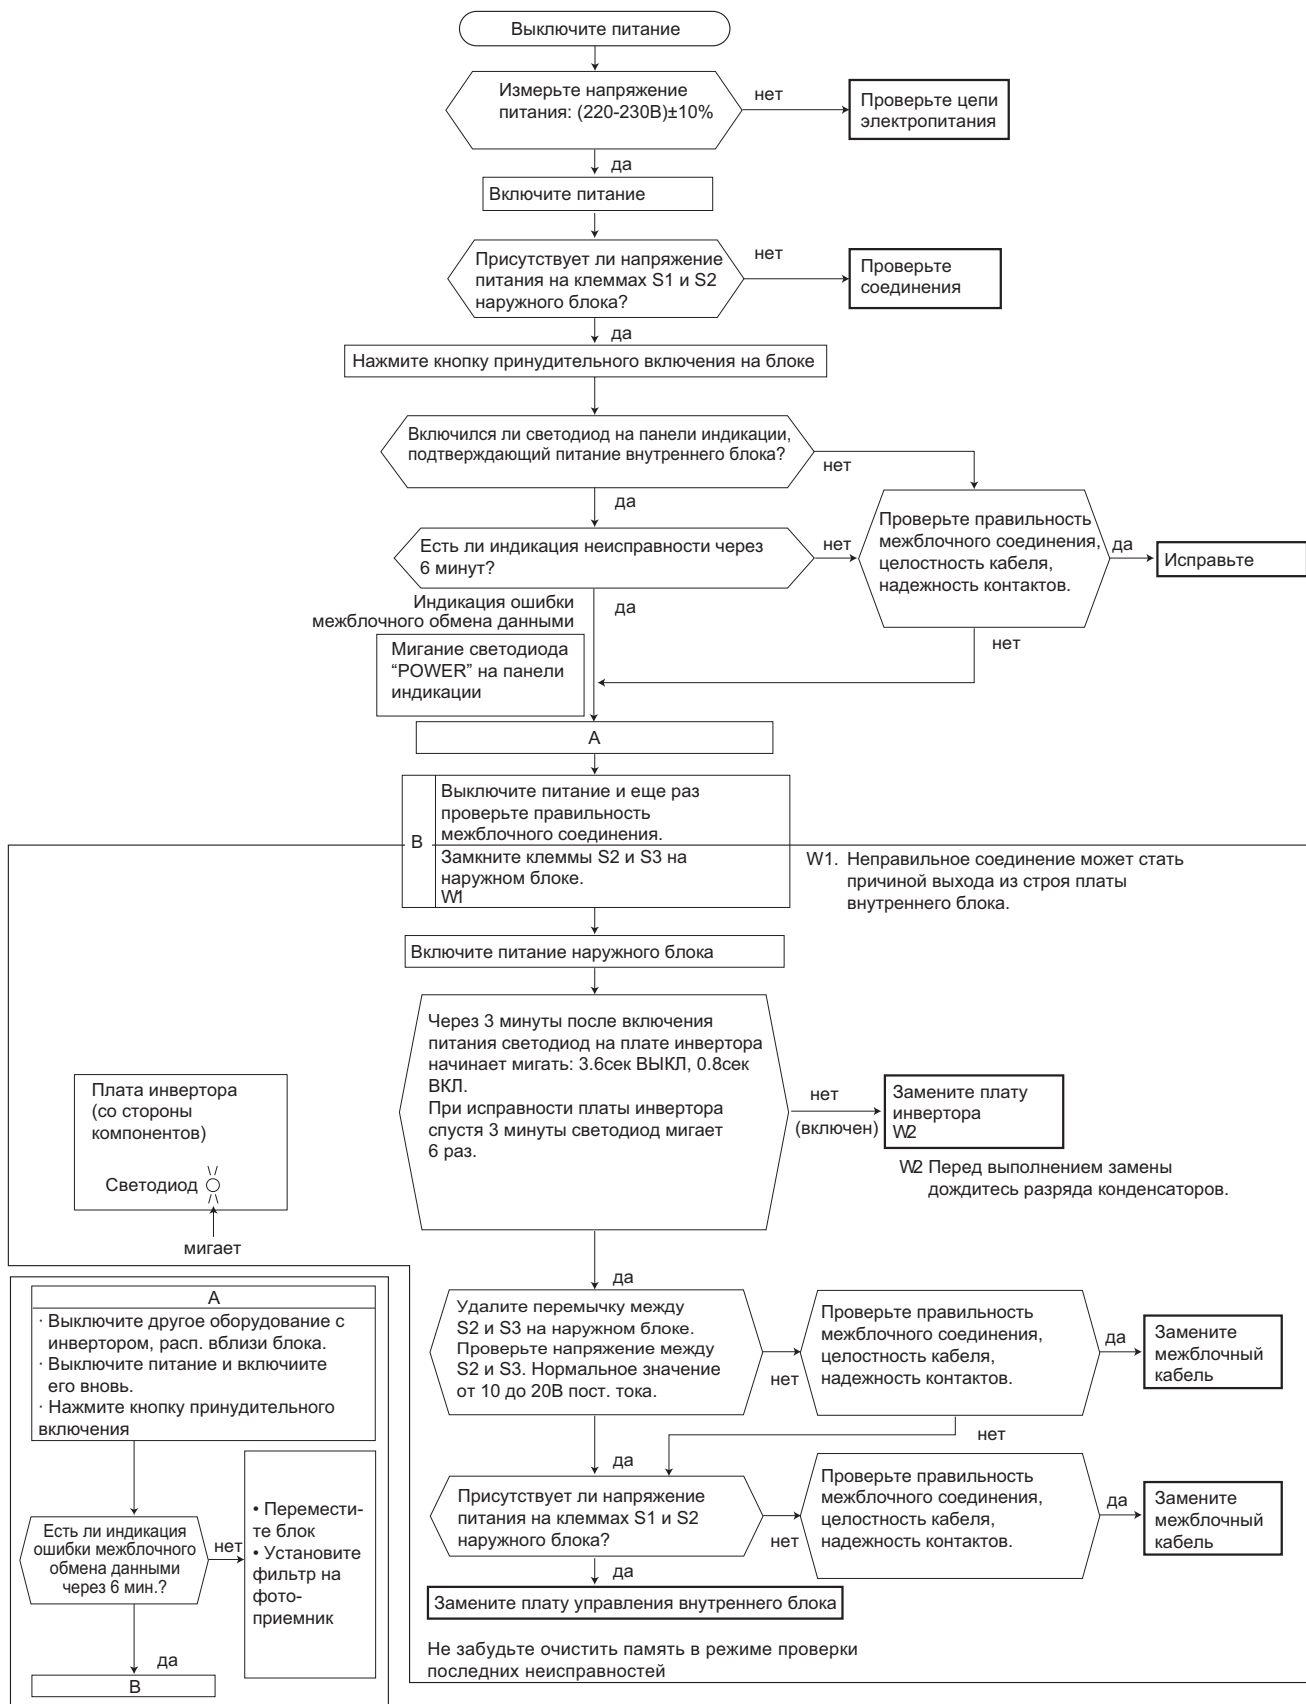 Выключите питание
Измерьте напряжение
питания: (220-230В)±10%
нет
Проверьте цепи
электропитания
да
Включите питание
Присутствует ли напряжение
питания на клеммах S1 и S2
наружного блока?
нет
Проверьте
соединения
да
Нажмите кнопку принудительного включения на блоке
Включился ли светодиод на панели индикации,
подтверждающий питание внутреннего блока?
нет
да
Есть ли индикация неисправности через
6 минут?
нет
Проверьте правильность
межблочного соединения,
целостность кабеля,
надежность контактов.
да
Исправьте
Индикация ошибки
межблочного обмена данными
да
нет
Мигание светодиода
“POWER” на панели
индикации
A
B
Выключите питание и еще раз
проверьте правильность
межблочного соединения.
Замкните клеммы S2 и S3 на
наружном блоке.
W1
W1. Неправильное соединение может стать
причиной выхода из строя платы
внутреннего блока.
Включите питание наружного блока
Через 3 минуты после включения
питания светодиод на плате инвертора
начинает мигать: 3.6сек ВЫКЛ, 0.8сек
ВКЛ.
При исправности платы инвертора
спустя 3 минуты светодиод мигает
6 раз.
нет
(включен)
Замените плату
инвертора
W2
W2 Перед выполнением замены
дождитесь разряда конденсаторов.
Плата инвертора
(со стороны
компонентов)
Светодиод
мигает
да
Удалите перемычку между
S2 и S3 на наружном блоке.
Проверьте напряжение между
S2 и S3. Нормальное значение
от 10 до 20В пост. тока.
нет
Проверьте правильность
межблочного соединения,
целостность кабеля,
надежность контактов.
да
Замените
межблочный
кабель
нет
да
Присутствует ли напряжение
питания на клеммах S1 и S2
наружного блока?
нет
Проверьте правильность
межблочного соединения,
целостность кабеля,
надежность контактов.
да
Замените
межблочный
кабель
да
Замените плату управления внутреннего блока
Не забудьте очистить память в режиме проверки
последних неисправностей
A
· Выключите другое оборудование с
инвертором, расп. вблизи блока.
· Выключите питание и включиите
его вновь.
· Нажмите кнопку принудительного
включения
Есть ли индикация
ошибки межблочного
обмена данными
через 6 мин.?
нет
• Перемести-
те блок
• Установите
фильтр на
фото-
приемник
да
B